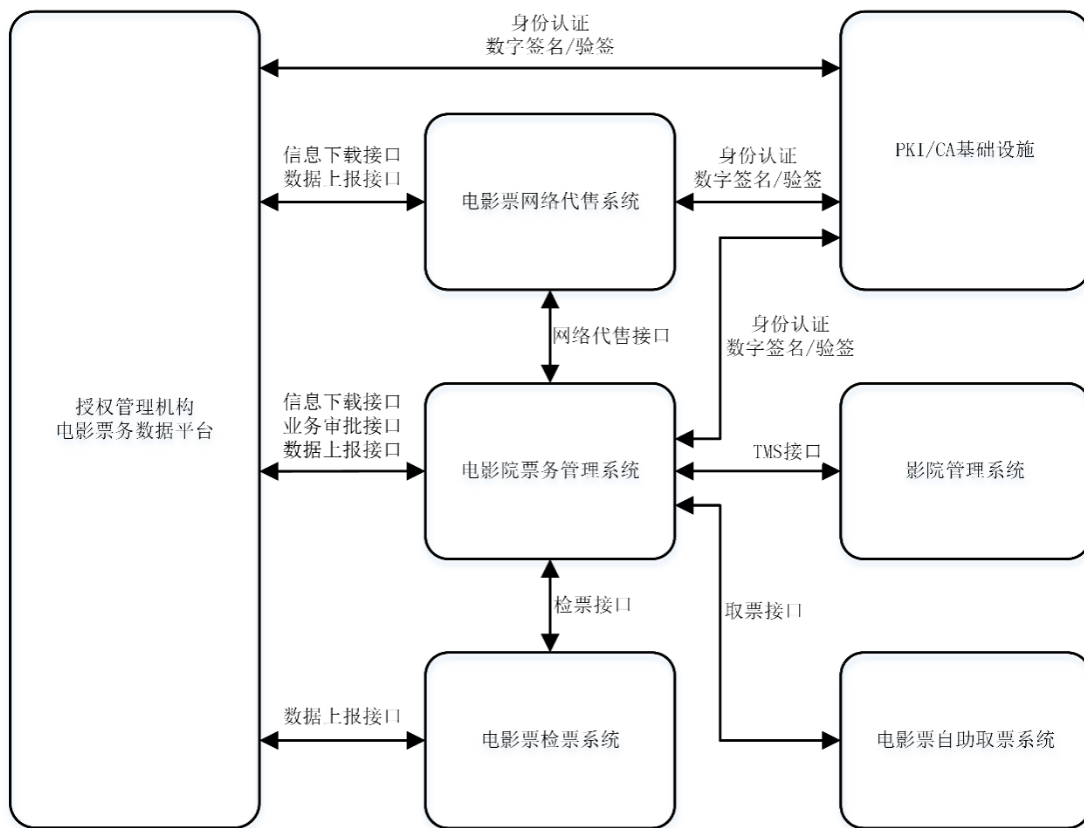 身份认证
数字签名/验签
PKI/CA基础设施
信息下载接口
数据上报接口
电影票网络代售系统
身份认证
数字签名/验签
网络代售接口
身份认证
数字签名/验签
授权管理机构
电影票务数据平台
信息下载接口
业务审批接口
数据上报接口
电影院票务管理系统
TMS接口
影院管理系统
检票接口
取票接口
数据上报接口
电影票检票系统
电影票自助取票系统